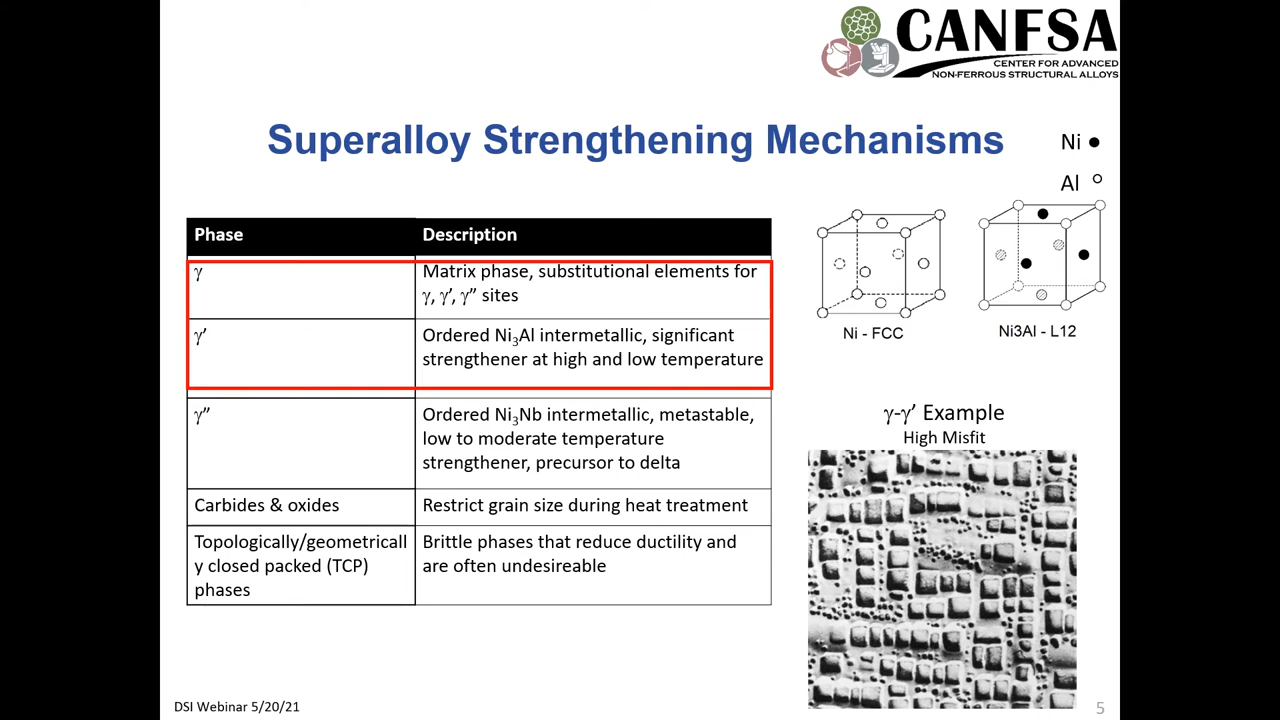 CANFSA
CENTER FOR ADVANCED
NON-FERROUS STRUCTURAL ALLOYS
Superalloy Strengthening Mechanisms
Ni
Al
Phase
Description
γ
Matrix phase, substitutional elements for
γ, γ’, γ” sites
γ’
Ordered Ni₃Al intermetallic, significant
strengthener at high and low temperature
γ”
Ordered Ni₃Nb intermetallic, metastable,
low to moderate temperature
strengthener, precursor to delta
Carbides & oxides
Restrict grain size during heat treatment
Topologically/geometricall
y closed packed (TCP)
phases
Brittle phases that reduce ductility and
are often undesireable
Ni - FCC
Ni3Al - L12
γ-γ’ Example
High Misfit
DSI Webinar 5/20/21
5